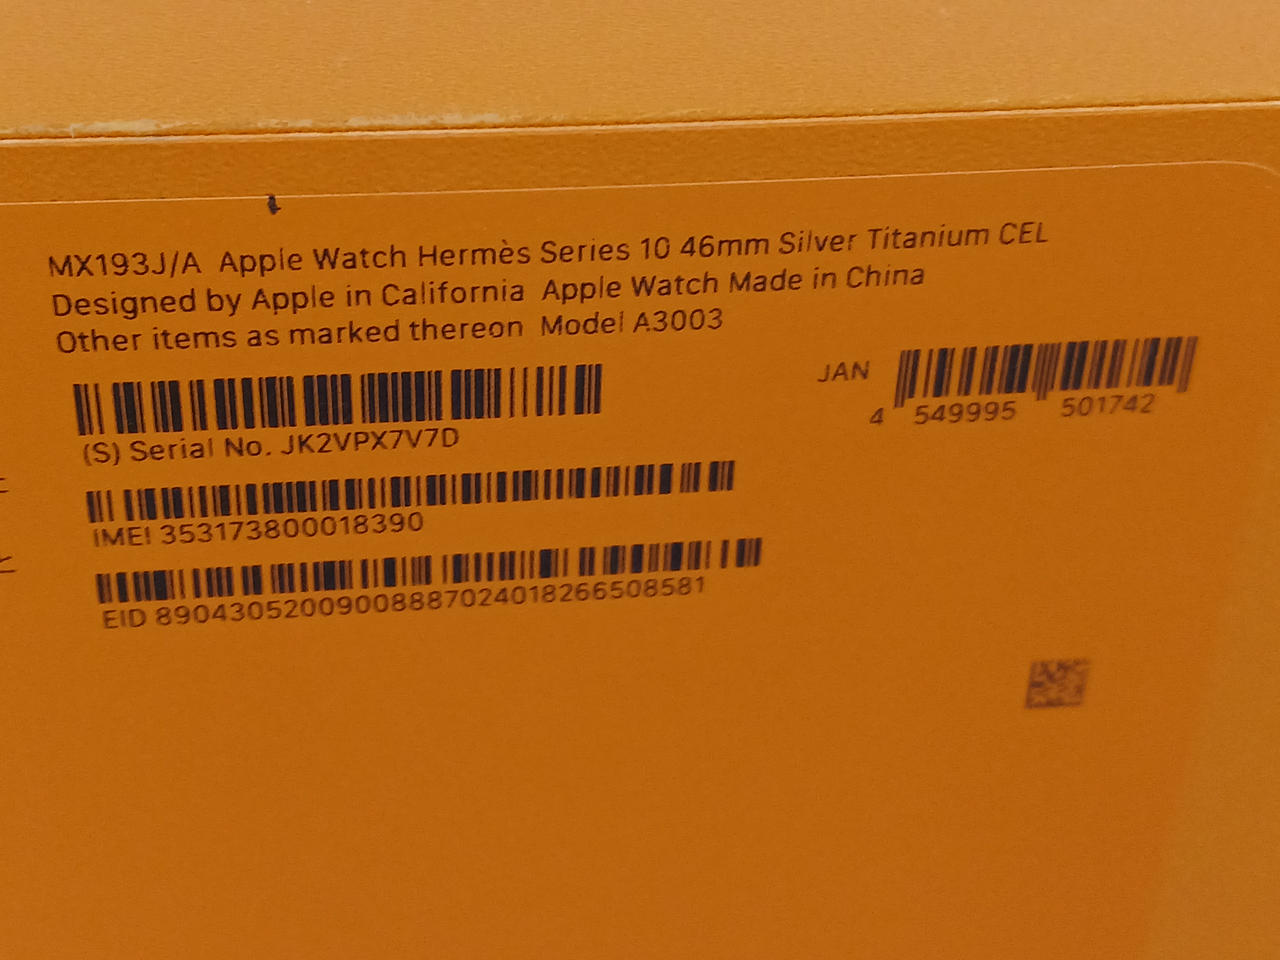 MX193J/A Apple Watch Hermès Series 10 46mm Silver Titanium CEL
Designed by Apple in California Apple Watch Made in China
Other items as marked thereon Model A3003
JAN
4 549995 501742
(S) Serial No. JK2VPX7V7D
IMEI 353173800018390
EID 89043052009008887024018266508581